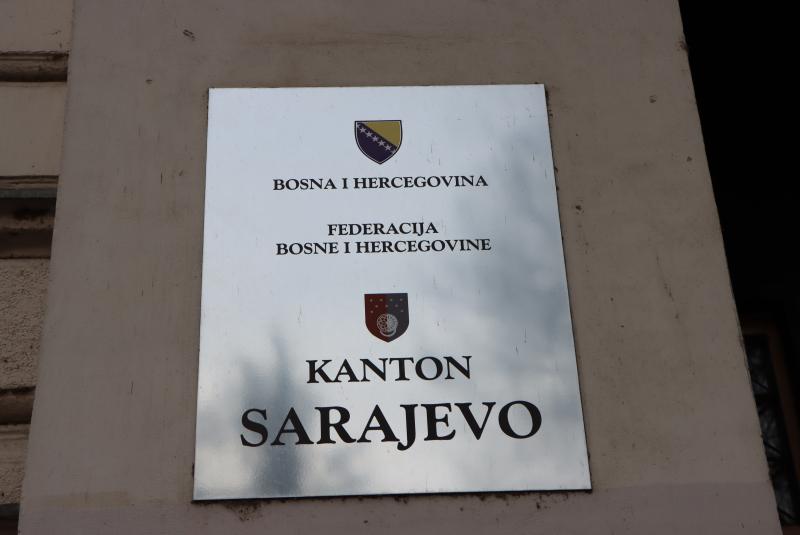 BOSNA I HERCEGOVINA
FEDERACIJA
BOSNE I HERCEGOVINE
KANTON
SARAJEVO